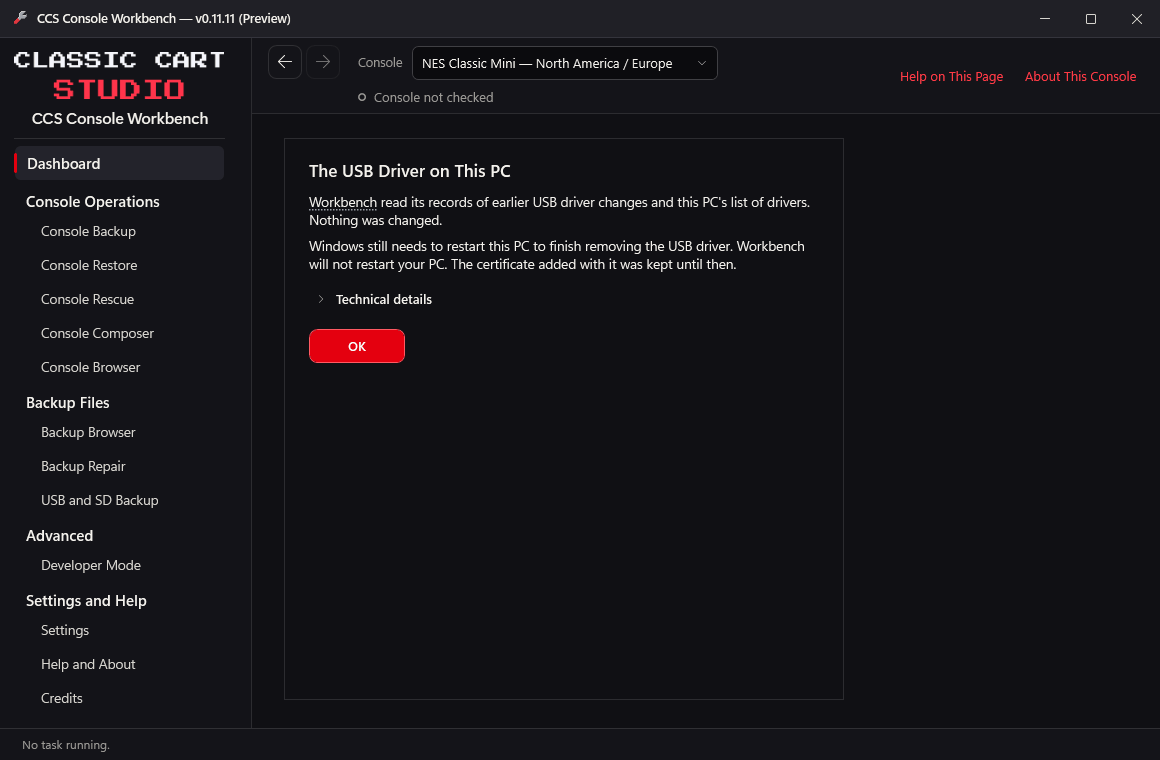 CCS Console Workbench — v0.11.11 (Preview)
CLASSIC CART
STUDIO
CCS Console Workbench
Dashboard
Console Operations
Console Backup
Console Restore
Console Rescue
Console Composer
Console Browser
Backup Files
Backup Browser
Backup Repair
USB and SD Backup
Advanced
Developer Mode
Settings and Help
Settings
Help and About
Credits
Console
NES Classic Mini — North America / Europe
Console not checked
Help on This Page
About This Console
The USB Driver on This PC
Workbench read its records of earlier USB driver changes and this PC's list of drivers.
Nothing was changed.
Windows still needs to restart this PC to finish removing the USB driver. Workbench
will not restart your PC. The certificate added with it was kept until then.
Technical details
OK
No task running.